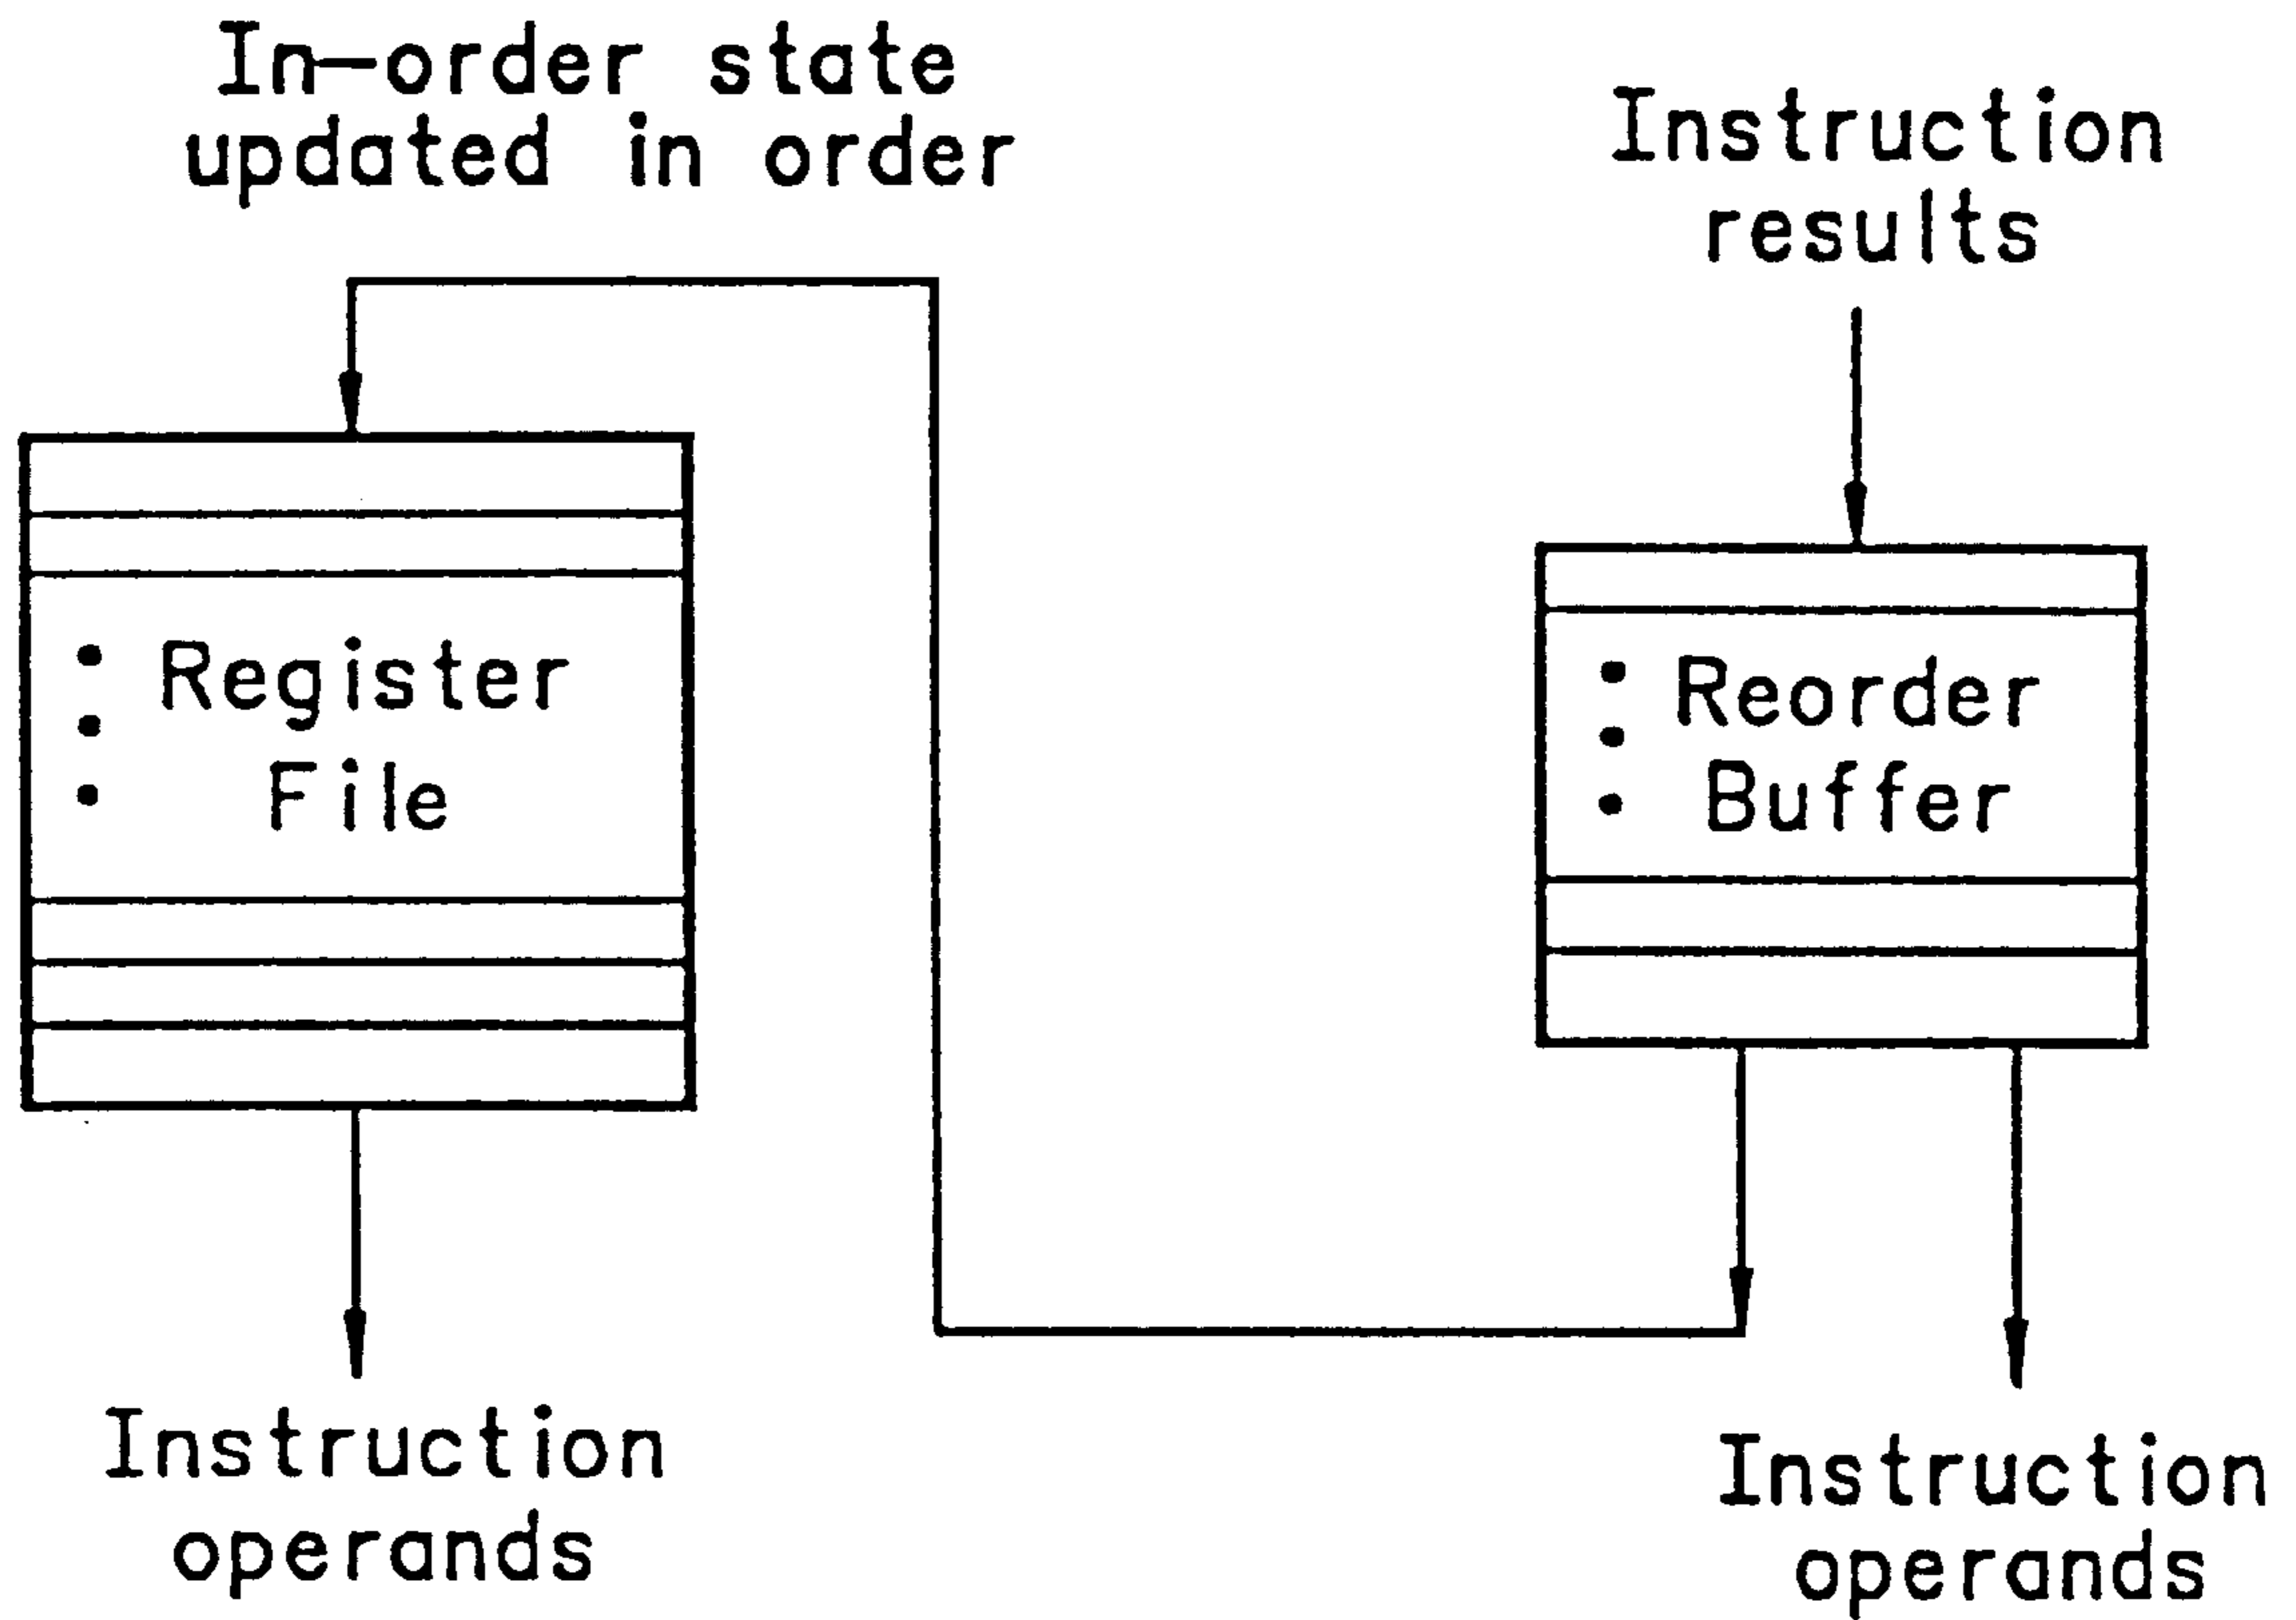 In-order state
updated in order
Instruction
results
Register
File
Reorder
Buffer
Instruction
operands
Instruction
operands